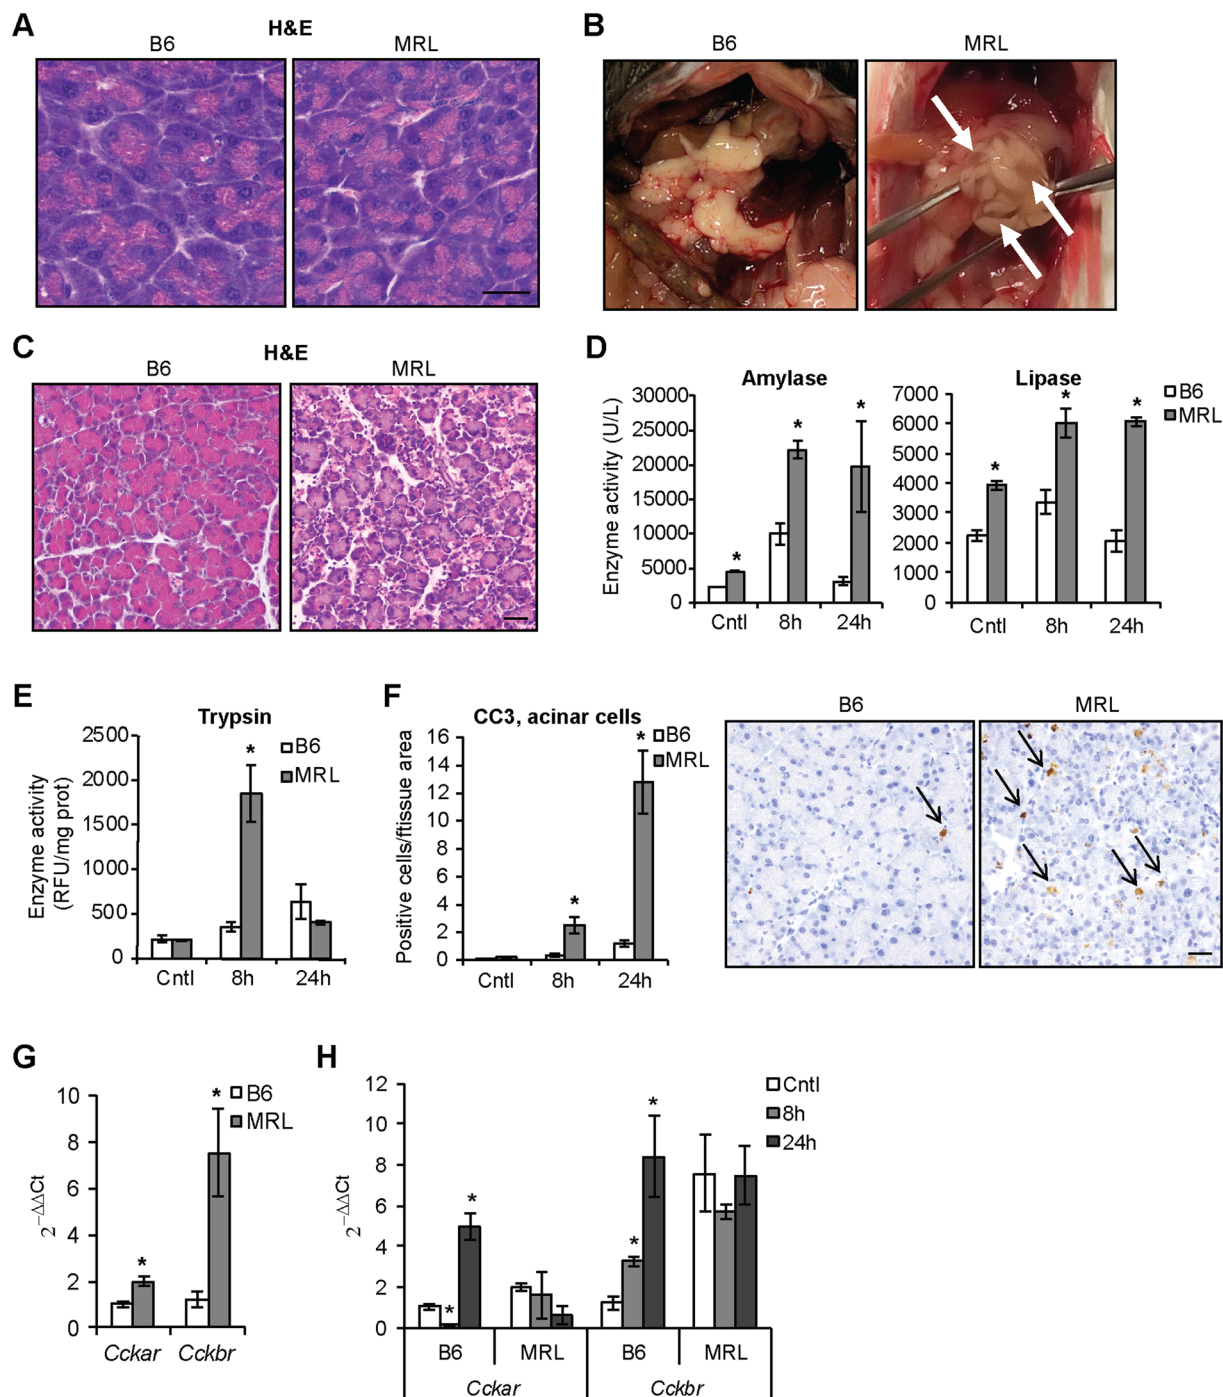 A
H&E
B6
MRL
B
B6
MRL
C
H&E
B6
MRL
D
Amylase
Enzyme activity (U/L)
30000
25000
20000
15000
10000
5000
0
*
*
*
Cntl
8h
24h
Lipase
7000
6000
5000
4000
3000
2000
1000
0
*
*
*
Cntl
8h
24h
B6
MRL
E
Trypsin
Enzyme activity
(RFU/mg prot)
2500
2000
1500
1000
500
0
*
B6
MRL
Cntl
8h
24h
F
CC3, acinar cells
Positive cells/ftissue area
16
14
12
10
8
6
4
2
0
*
*
B6
MRL
Cntl
8h
24h
B6
MRL
G
2−ΔΔCt
10
8
6
4
2
0
*
*
B6
MRL
Cckar
Cckbr
H
2−ΔΔCt
12
10
8
6
4
2
0
*
*
*
*
Cntl
8h
24h
B6
MRL
B6
MRL
Cckar
Cckbr